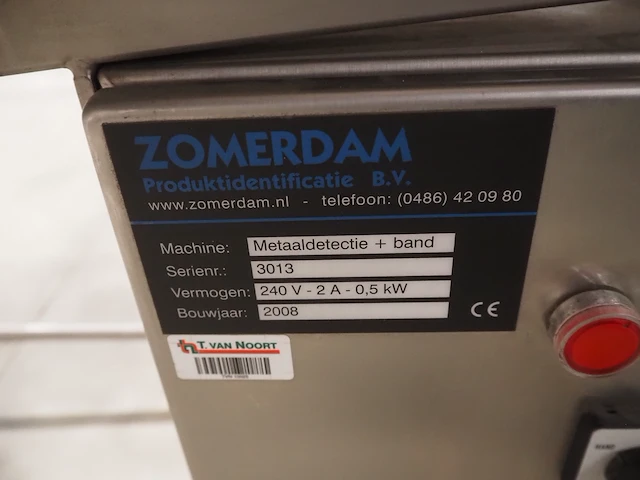 ZOMERDAM
Produktidentificatie B.V.
www.zomerdam.nl - telefoon: (0486) 42 09 80
Machine: Metaaldetectie + band
Serienr.: 3013
Vermogen: 240 V - 2 A - 0,5 kW
Bouwjaar: 2008
CE
T. VAN NOORT